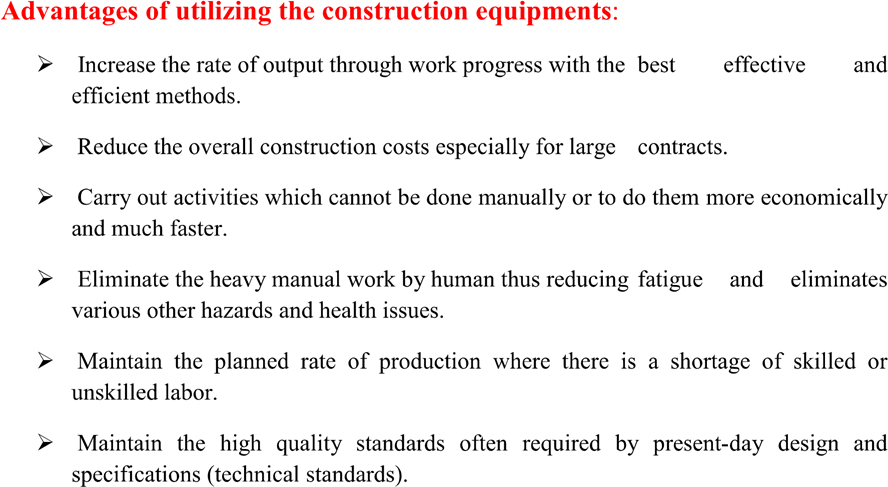 Advantages of utilizing the construction equipments:
➢ Increase the rate of output through work progress with the best effective and
efficient methods.
➢ Reduce the overall construction costs especially for large contracts.
➢ Carry out activities which cannot be done manually or to do them more economically
and much faster.
➢ Eliminate the heavy manual work by human thus reducing fatigue and eliminates
various other hazards and health issues.
➢ Maintain the planned rate of production where there is a shortage of skilled or
unskilled labor.
➢ Maintain the high quality standards often required by present-day design and
specifications (technical standards).